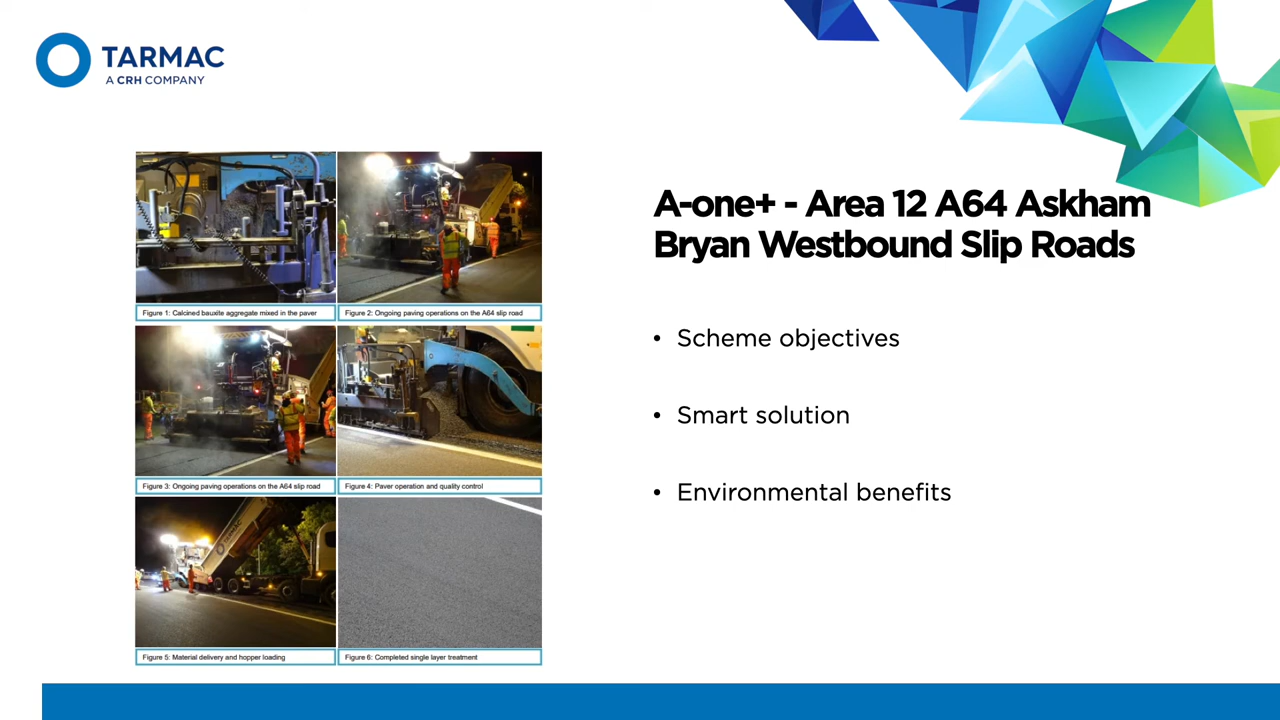 TARMAC
A CRH COMPANY
A-one+ - Area 12 A64 Askham
Bryan Westbound Slip Roads
• Scheme objectives
• Smart solution
• Environmental benefits
Figure 1: Calcined bauxite aggregate mixed in the paver
Figure 2: Ongoing paving operations on the A64 slip road
Figure 3: Ongoing paving operations on the A64 slip road
Figure 4: Paver operation and quality control
TARMAC
Figure 5: Material delivery and hopper loading
Figure 6: Completed single layer treatment